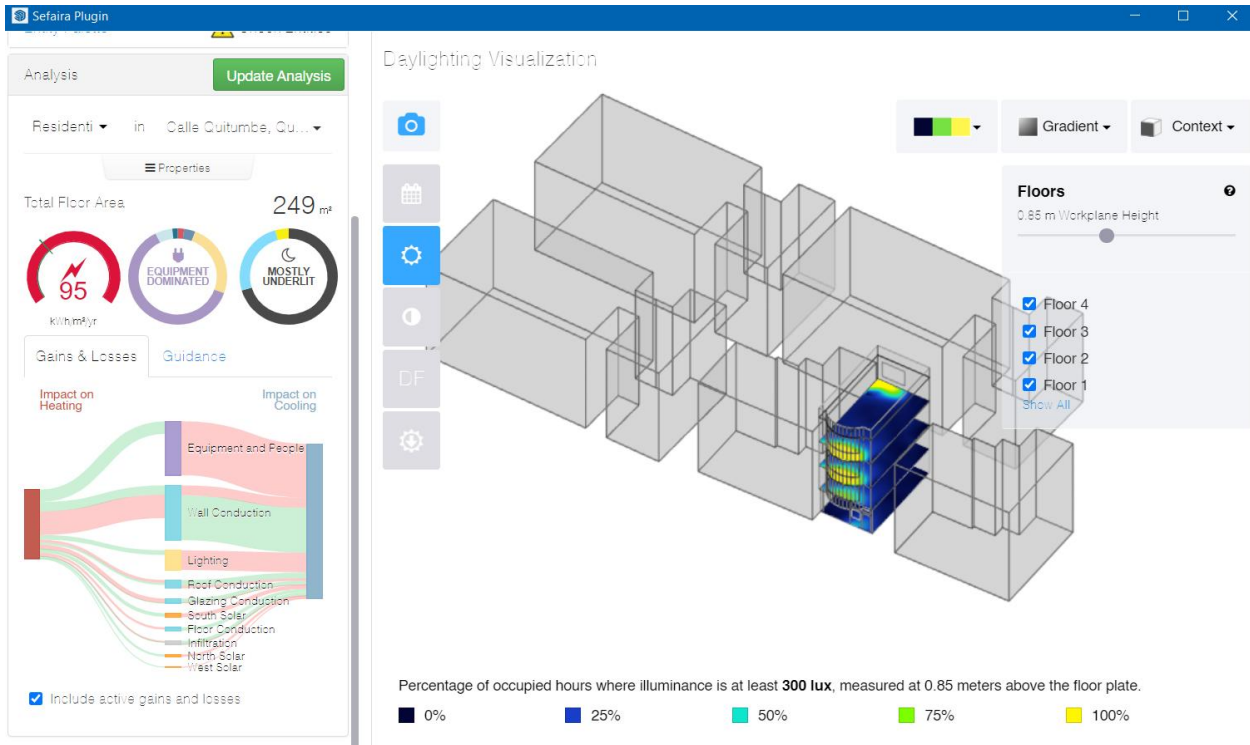 Sefaira Plugin
Analysis
Update Analysis
Residenti in Calle Quitumbe, Qu...
Properties
Total Floor Area 249 m²
95
kWh/m²/yr
EQUIPMENT
DOMINATED
MOSTLY
UNDERLIT
Gains & Losses Guidance
Impact on
Heating
Impact on
Cooling
Equipment and People
Wall Conduction
Lighting
Roof Conduction
Glazing Conduction
South Solar
Floor Conduction
Infiltration
North Solar
West Solar
Include active gains and losses
Daylighting Visualization
Gradient
Context
DF
Floors
0.85 m Workplane Height
Floor 4
Floor 3
Floor 2
Floor 1
Show All
Percentage of occupied hours where illuminance is at least 300 lux, measured at 0.85 meters above the floor plate.
0% 25% 50% 75% 100%